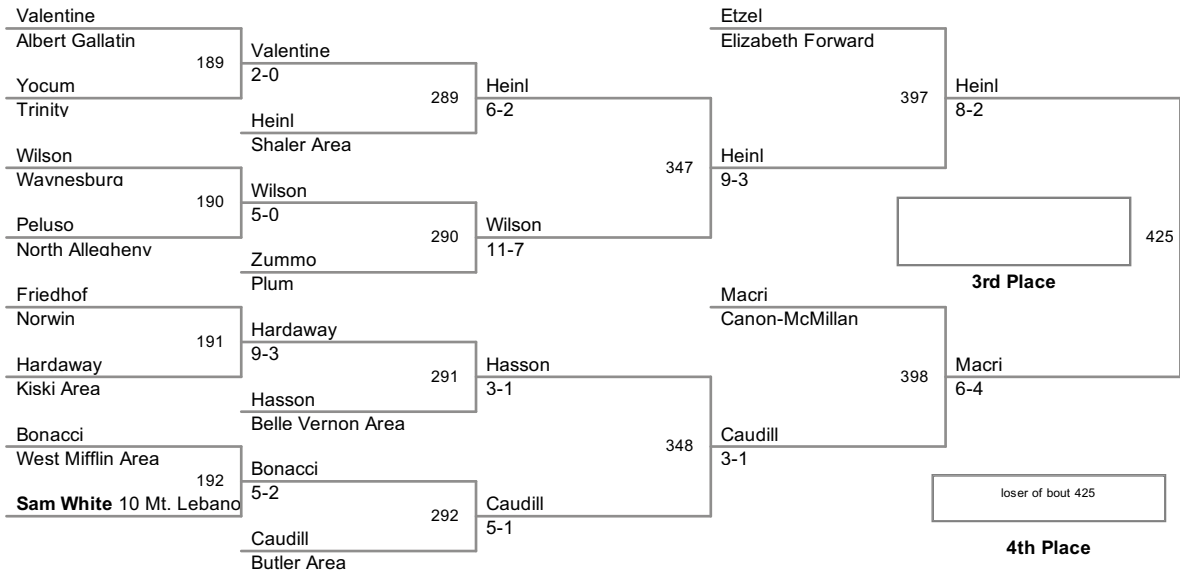 Valentine
Albert Gallatin
189
Yocum
Trinity
Wilson
Waynesburg
190
Peluso
North Allegheny
Friedhof
Norwin
191
Hardaway
Kiski Area
Bonacci
West Mifflin Area
192
Sam White 10 Mt. Lebano
Valentine
2-0
289
Heinl
Shaler Area
Wilson
5-0
290
Zummo
Plum
Hardaway
9-3
291
Hasson
Belle Vernon Area
Bonacci
5-2
292
Caudill
Butler Area
Heinl
6-2
347
Wilson
11-7
Hasson
3-1
348
Caudill
5-1
Etzel
Elizabeth Forward
397
Heinl
9-3
Macri
Canon-McMillan
398
Caudill
3-1
Heinl
8-2
425
3rd Place
Macri
6-4
loser of bout 425
4th Place